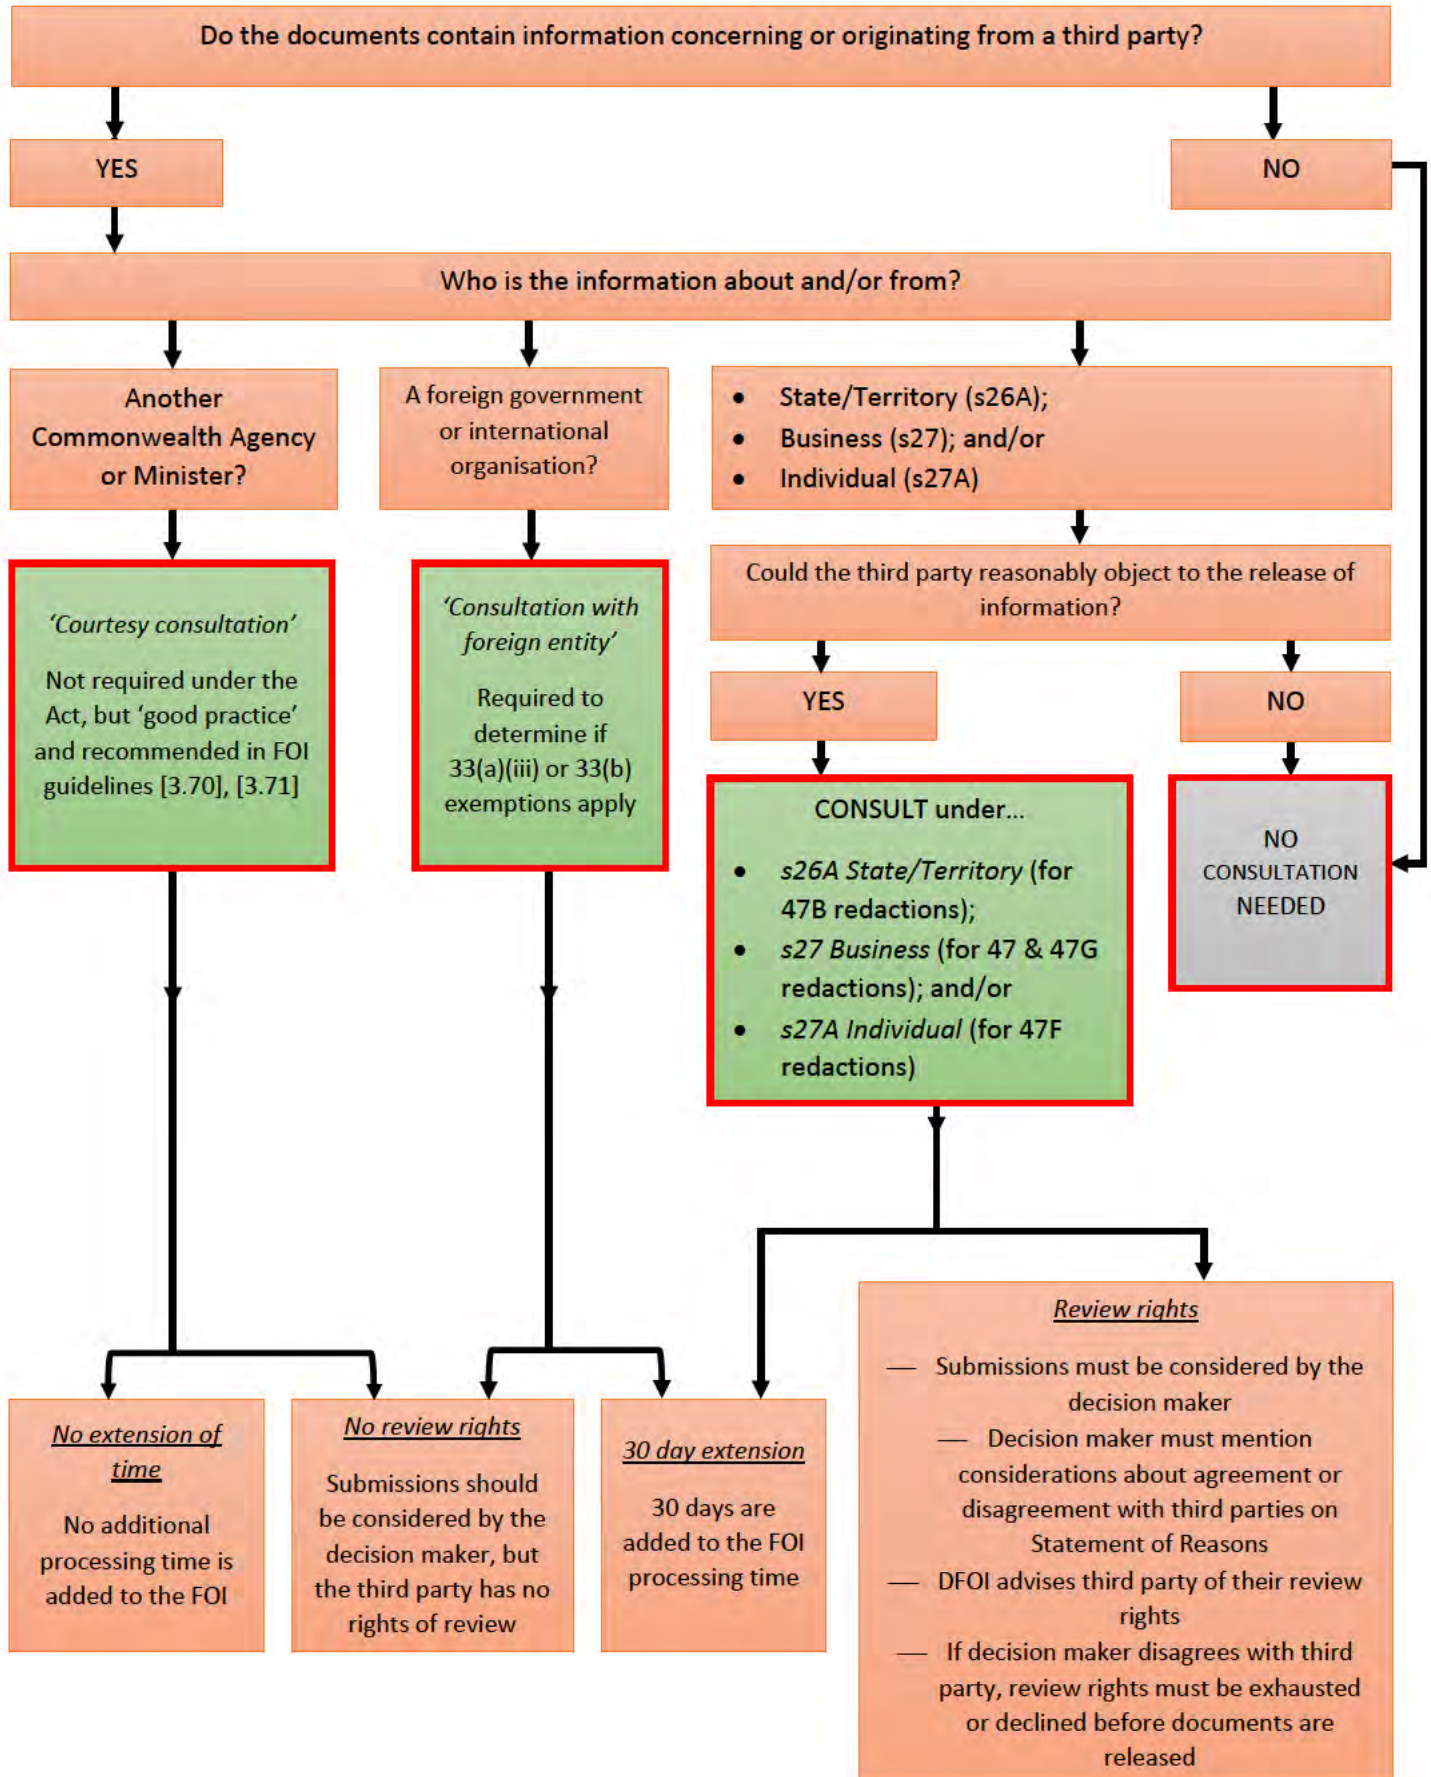 Do the documents contain information concerning or originating from a third party?
YES
NO
Who is the information about and/or from?
Another
Commonwealth Agency
or Minister?
A foreign government
or international
organisation?
• State/Territory (s26A);
• Business (s27); and/or
• Individual (s27A)
Could the third party reasonably object to the release of
information?
YES
NO
‘Courtesy consultation’
Not required under the
Act, but ‘good practice’
and recommended in FOI
guidelines [3.70], [3.71]
‘Consultation with
foreign entity’
Required to
determine if
33(a)(iii) or 33(b)
exemptions apply
CONSULT under...
• s26A State/Territory (for
47B redactions);
• s27 Business (for 47 & 47G
redactions); and/or
• s27A Individual (for 47F
redactions)
NO
CONSULTATION
NEEDED
No extension of
time
No additional
processing time is
added to the FOI
No review rights
Submissions should
be considered by the
decision maker, but
the third party has no
rights of review
30 day extension
30 days are
added to the FOI
processing time
Review rights
— Submissions must be considered by the
decision maker
— Decision maker must mention
considerations about agreement or
disagreement with third parties on
Statement of Reasons
— DFOI advises third party of their review
rights
— If decision maker disagrees with third
party, review rights must be exhausted
or declined before documents are
released